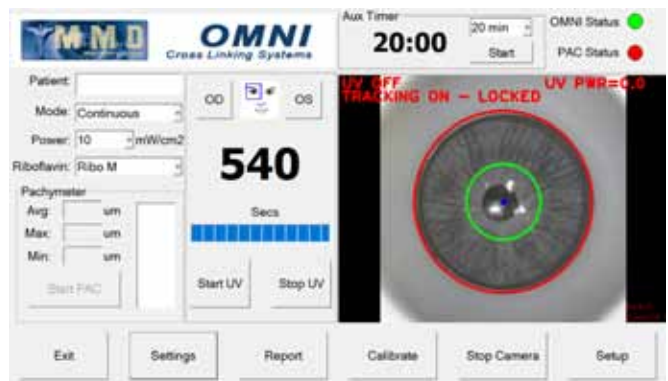 MMD
OMNI
Cross Linking Systems
Aux Timer
20:00
20 min
Start
OMNI Status
PAC Status
Patient:
Mode: Continuous
Power: 10 mW/cm2
Riboflavin: Ribo M
Pachymeter
Avg: um
Max: um
Min: um
Start PAC
OD
OS
540
Secs
Start UV
Stop UV
UV OFF
UV PWR=0.0
TRACKING ON - LOCKED
Exit
Settings
Report
Calibrate
Stop Camera
Setup